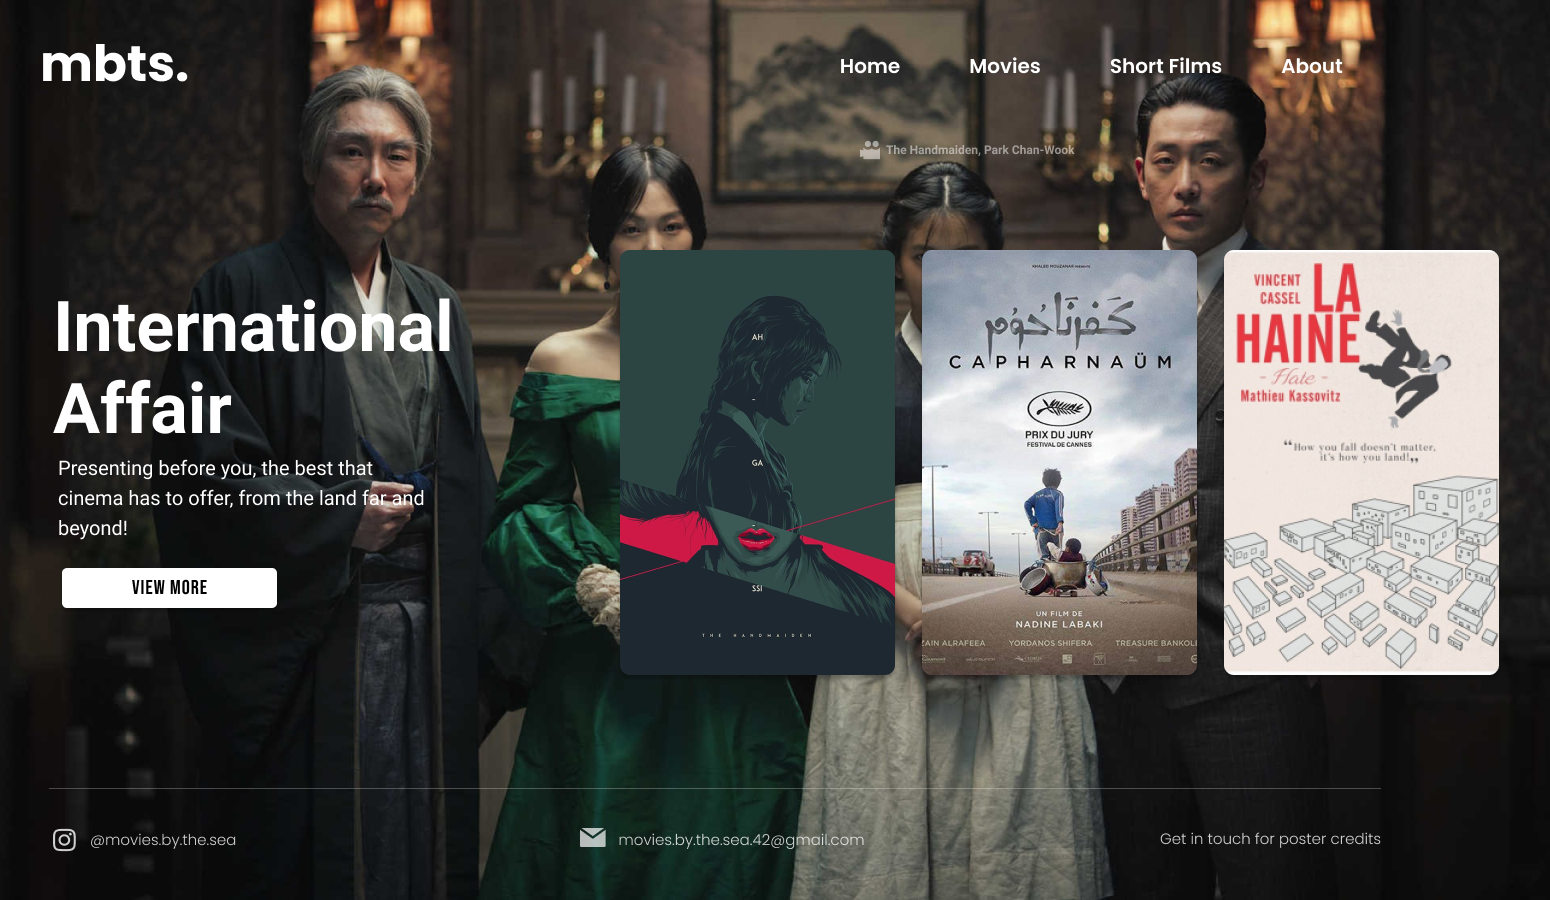 mbts.
Home
Movies
Short Films
About
The Handmaiden, Park Chan-Wook
International
Affair
Presenting before you, the best that
cinema has to offer, from the land far and
beyond!
VIEW MORE
AH
-
GA
-
SSI
THE HANDMAIDEN
KHALED MOUZANAR
كفرناحوم
CAPHARNAÜM
PRIX DU JURY
FESTIVAL DE CANNES
UN FILM DE
NADINE LABAKI
ZAIN ALRAFEEA
YORDANOS SHIFERA
TREASURE BANKOLE
VINCENT
CASSEL
LA
HAINE
- Hate -
Mathieu Kassovitz
“How you fall doesn't matter,
it's how you land!„
@movies.by.the.sea
movies.by.the.sea.42@gmail.com
Get in touch for poster credits